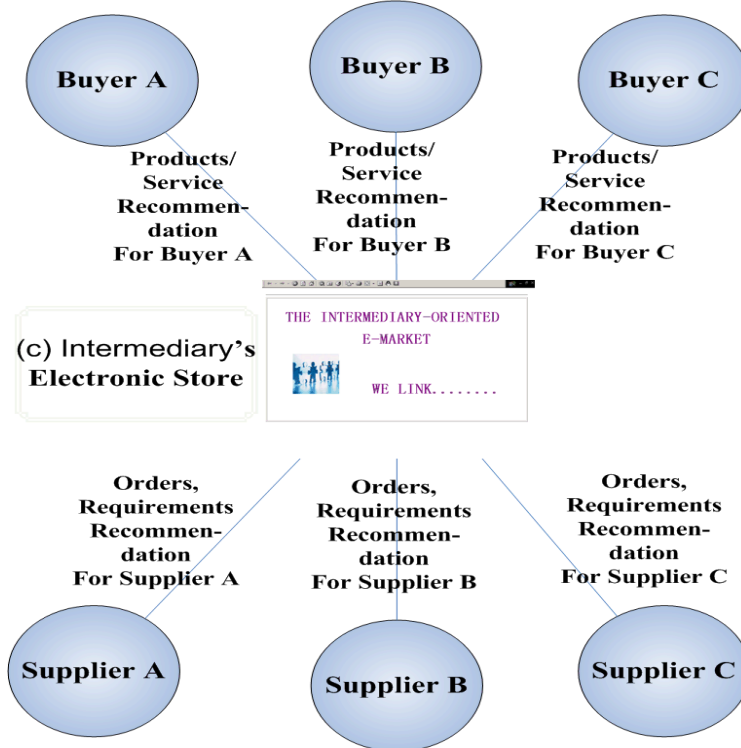 Buyer A
Buyer B
Buyer C
Products/
Service
Recommen-
dation
For Buyer A
Products/
Service
Recommen-
dation
For Buyer B
Products/
Service
Recommen-
dation
For Buyer C
(c) Intermediary's
Electronic Store
THE INTERMEDIARY-ORIENTED
E-MARKET
WE LINK........
Orders,
Requirements
Recommen-
dation
For Supplier A
Orders,
Requirements
Recommen-
dation
For Supplier B
Orders,
Requirements
Recommen-
dation
For Supplier C
Supplier A
Supplier B
Supplier C